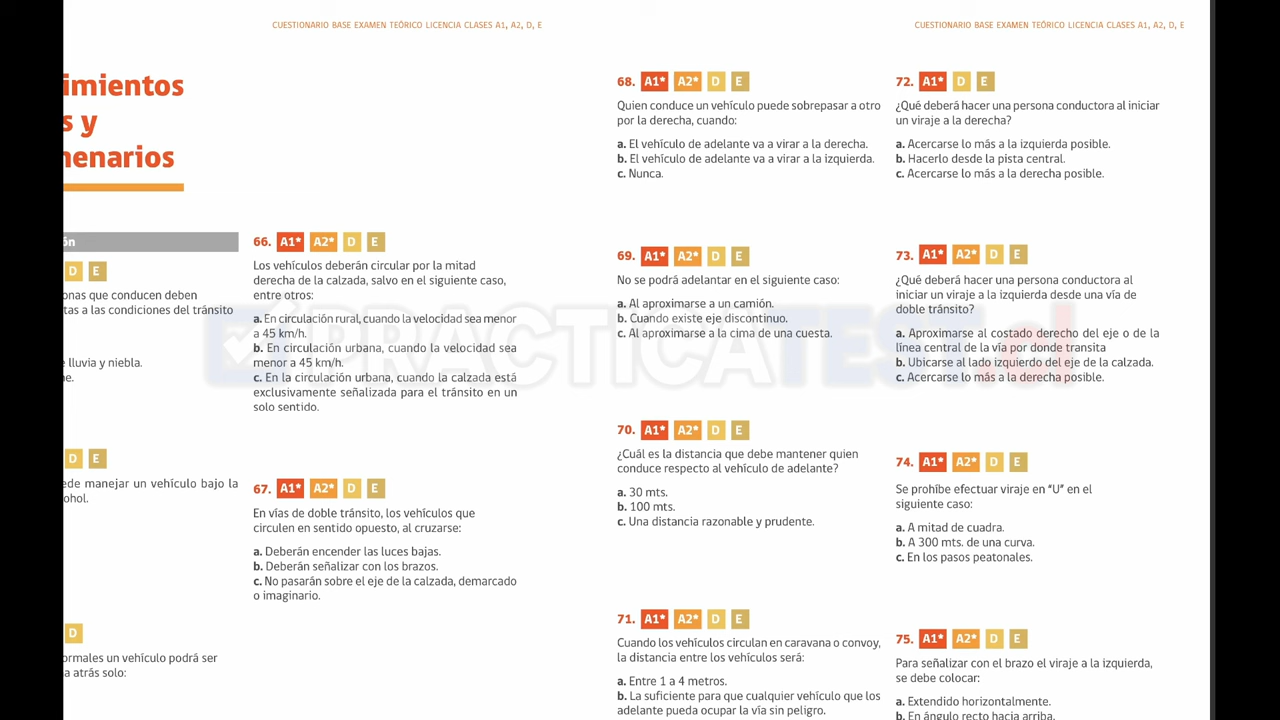 CUESTIONARIO BASE EXAMEN TEÓRICO LICENCIA CLASES A1, A2, D, E
imientos
s y
nenarios
ón
D E
onas que conducen deben
tas a las condiciones del tránsito
e lluvia y niebla.
ne.
D E
ede manejar un vehículo bajo la
ohol.
D
ormales un vehículo podrá ser
a atrás solo:
66. A1* A2* D E
Los vehículos deberán circular por la mitad
derecha de la calzada, salvo en el siguiente caso,
entre otros:
a. En circulación rural, cuando la velocidad sea menor
a 45 km/h.
b. En circulación urbana, cuando la velocidad sea
menor a 45 km/h.
c. En la circulación urbana, cuando la calzada está
exclusivamente señalizada para el tránsito en un
solo sentido.
67. A1* A2* D E
En vías de doble tránsito, los vehículos que
circulen en sentido opuesto, al cruzarse:
a. Deberán encender las luces bajas.
b. Deberán señalizar con los brazos.
c. No pasarán sobre el eje de la calzada, demarcado
o imaginario.
CUESTIONARIO BASE EXAMEN TEÓRICO LICENCIA CLASES A1, A2, D, E
68. A1* A2* D E
Quien conduce un vehículo puede sobrepasar a otro
por la derecha, cuando:
a. El vehículo de adelante va a virar a la derecha.
b. El vehículo de adelante va a virar a la izquierda.
c. Nunca.
69. A1* A2* D E
No se podrá adelantar en el siguiente caso:
a. Al aproximarse a un camión.
b. Cuando existe eje discontinuo.
c. Al aproximarse a la cima de una cuesta.
70. A1* A2* D E
¿Cuál es la distancia que debe mantener quien
conduce respecto al vehículo de adelante?
a. 30 mts.
b. 100 mts.
c. Una distancia razonable y prudente.
71. A1* A2* D E
Cuando los vehículos circulan en caravana o convoy,
la distancia entre los vehículos será:
a. Entre 1 a 4 metros.
b. La suficiente para que cualquier vehículo que los
adelante pueda ocupar la vía sin peligro.
72. A1* D E
¿Qué deberá hacer una persona conductora al iniciar
un viraje a la derecha?
a. Acercarse lo más a la izquierda posible.
b. Hacerlo desde la pista central.
c. Acercarse lo más a la derecha posible.
73. A1* A2* D E
¿Qué deberá hacer una persona conductora al
iniciar un viraje a la izquierda desde una vía de
doble tránsito?
a. Aproximarse al costado derecho del eje o de la
línea central de la vía por donde transita
b. Ubicarse al lado izquierdo del eje de la calzada.
c. Acercarse lo más a la derecha posible.
74. A1* A2* D E
Se prohíbe efectuar viraje en "U" en el
siguiente caso:
a. A mitad de cuadra.
b. A 300 mts. de una curva.
c. En los pasos peatonales.
75. A1* A2* D E
Para señalizar con el brazo el viraje a la izquierda,
se debe colocar:
a. Extendido horizontalmente.
b. En ángulo recto hacia arriba.
PRACTICATEST.cl